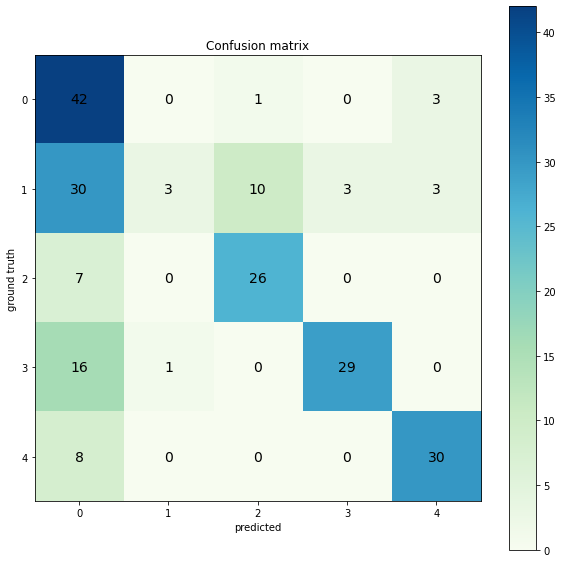 Confusion matrix
0 42 0 1 0 3
1 30 3 10 3 3
2 7 0 26 0 0
3 16 1 0 29 0
4 8 0 0 0 30
0 1 2 3 4
ground truth
predicted
40
35
30
25
20
15
10
5
0